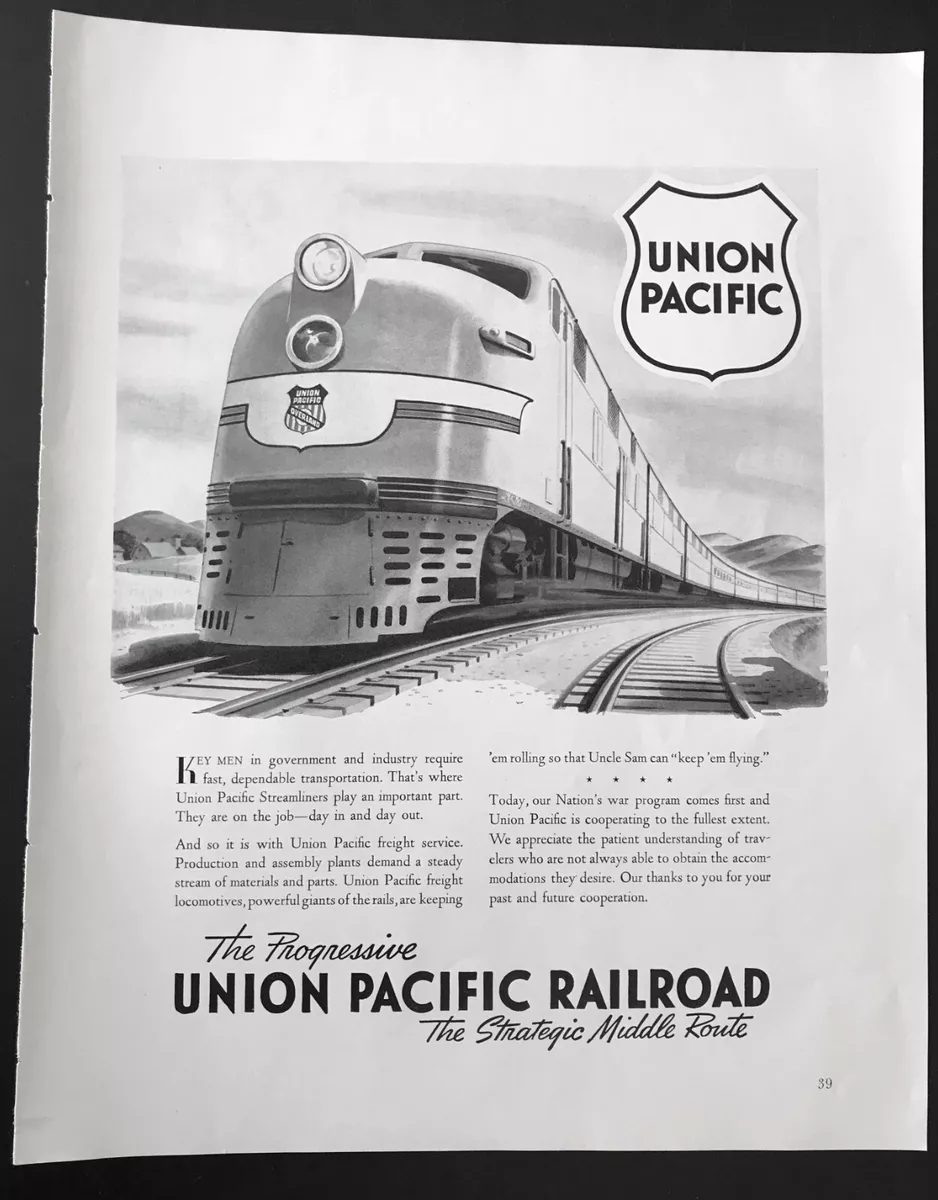 UNION
PACIFIC
UNION
PACIFIC
OVERLAND
KEY MEN in government and industry require
fast, dependable transportation. That's where
Union Pacific Streamliners play an important part.
They are on the job—day in and day out.
And so it is with Union Pacific freight service.
Production and assembly plants demand a steady
stream of materials and parts. Union Pacific freight
locomotives, powerful giants of the rails, are keeping
'em rolling so that Uncle Sam can "keep 'em flying."
★ ★ ★ ★
Today, our Nation's war program comes first and
Union Pacific is cooperating to the fullest extent.
We appreciate the patient understanding of trav-
elers who are not always able to obtain the accom-
modations they desire. Our thanks to you for your
past and future cooperation.
The Progressive
UNION PACIFIC RAILROAD
The Strategic Middle Route
39